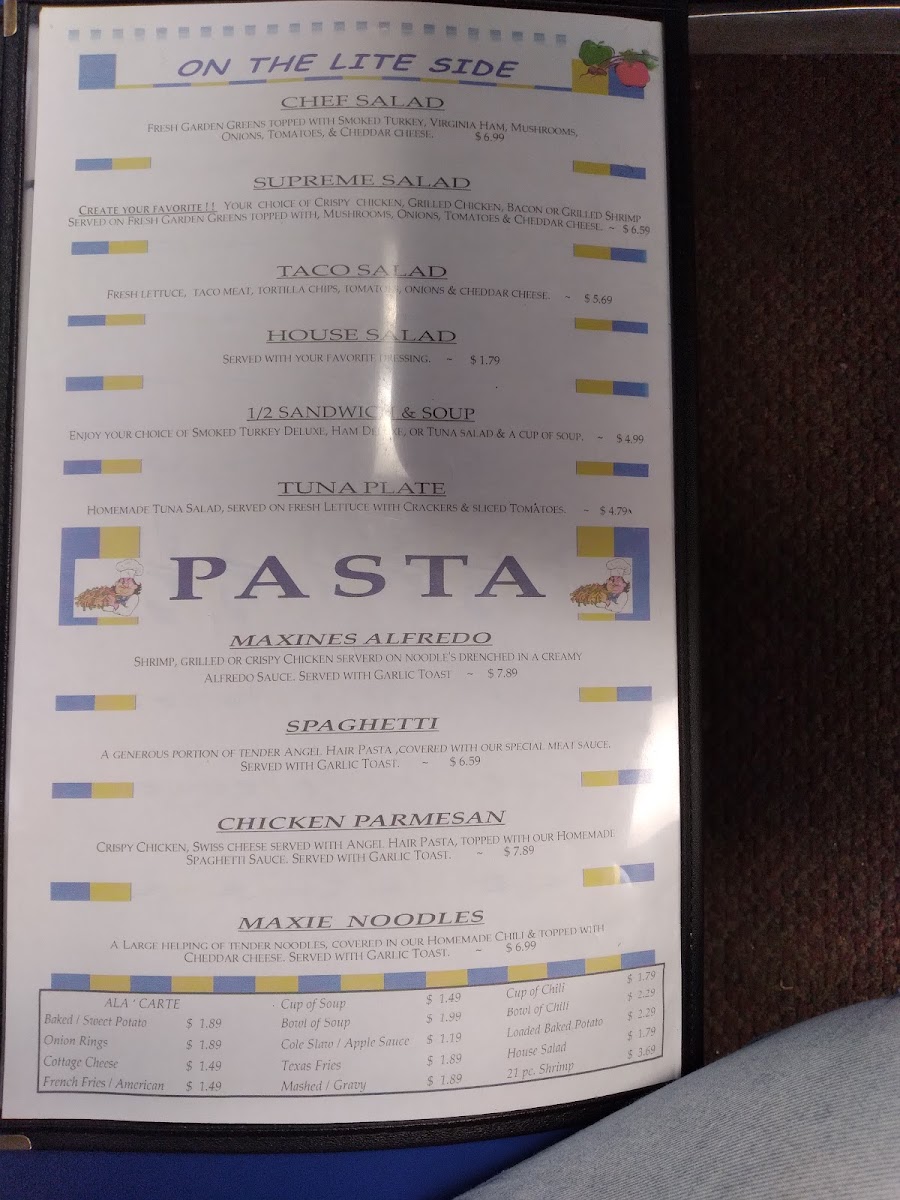 ON THE LITE SIDE
CHEF SALAD
FRESH GARDEN GREENS TOPPED WITH SMOKED TURKEY, VIRGINIA HAM, MUSHROOMS,
ONIONS, TOMATOES, & CHEDDAR CHEESE. $ 6.99
SUPREME SALAD
CREATE YOUR FAVORITE ! ! YOUR CHOICE OF CRISPY CHICKEN, GRILLED CHICKEN, BACON OR GRILLED SHRIMP
SERVED ON FRESH GARDEN GREENS TOPPED WITH, MUSHROOMS, ONIONS, TOMATOES & CHEDDAR CHEESE. ~ $ 6.59
TACO SALAD
FRESH LETTUCE, TACO MEAT, TORTILLA CHIPS, TOMATOES, ONIONS & CHEDDAR CHEESE. ~ $ 5.69
HOUSE SALAD
SERVED WITH YOUR FAVORITE DRESSING. ~ $ 1.79
1/2 SANDWICH & SOUP
ENJOY YOUR CHOICE OF SMOKED TURKEY DELUXE, HAM DELUXE, OR TUNA SALAD & A CUP OF SOUP. ~ $ 4.99
TUNA PLATE
HOMEMADE TUNA SALAD, SERVED ON FRESH LETTUCE WITH CRACKERS & SLICED TOMATOES. ~ $ 4.79
PASTA
MAXINES ALFREDO
SHRIMP, GRILLED OR CRISPY CHICKEN SERVERD ON NOODLE'S DRENCHED IN A CREAMY
ALFREDO SAUCE. SERVED WITH GARLIC TOAST ~ $ 7.89
SPAGHETTI
A GENEROUS PORTION OF TENDER ANGEL HAIR PASTA ,COVERED WITH OUR SPECIAL MEAT SAUCE.
SERVED WITH GARLIC TOAST. ~ $ 6.59
CHICKEN PARMESAN
CRISPY CHICKEN, SWISS CHEESE SERVED WITH ANGEL HAIR PASTA, TOPPED WITH OUR HOMEMADE
SPAGHETTI SAUCE. SERVED WITH GARLIC TOAST. ~ $ 7.89
MAXIE NOODLES
A LARGE HELPING OF TENDER NOODLES, COVERED IN OUR HOMEMADE CHILI & TOPPED WITH
CHEDDAR CHEESE. SERVED WITH GARLIC TOAST. ~ $ 6.99
ALA ' CARTE
Baked / Sweet Potato $ 1.89
Onion Rings $ 1.89
Cottage Cheese $ 1.49
French Fries / American $ 1.49
Cup of Soup $ 1.49
Bowl of Soup $ 1.99
Cole Slaw / Apple Sauce $ 1.19
Texas Fries $ 1.89
Mashed / Gravy $ 1.89
Cup of Chili $ 1.79
Bowl of Chili $ 2.29
Loaded Baked Potato $ 2.29
House Salad $ 1.79
21 pc. Shrimp $ 3.69